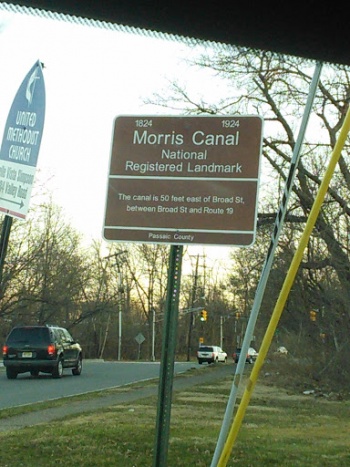 UNITED
METHODIST
CHURCH
1824 1924
Morris Canal
National
Registered Landmark
The canal is 50 feet east of Broad St,
between Broad St and Route 19
Passaic County